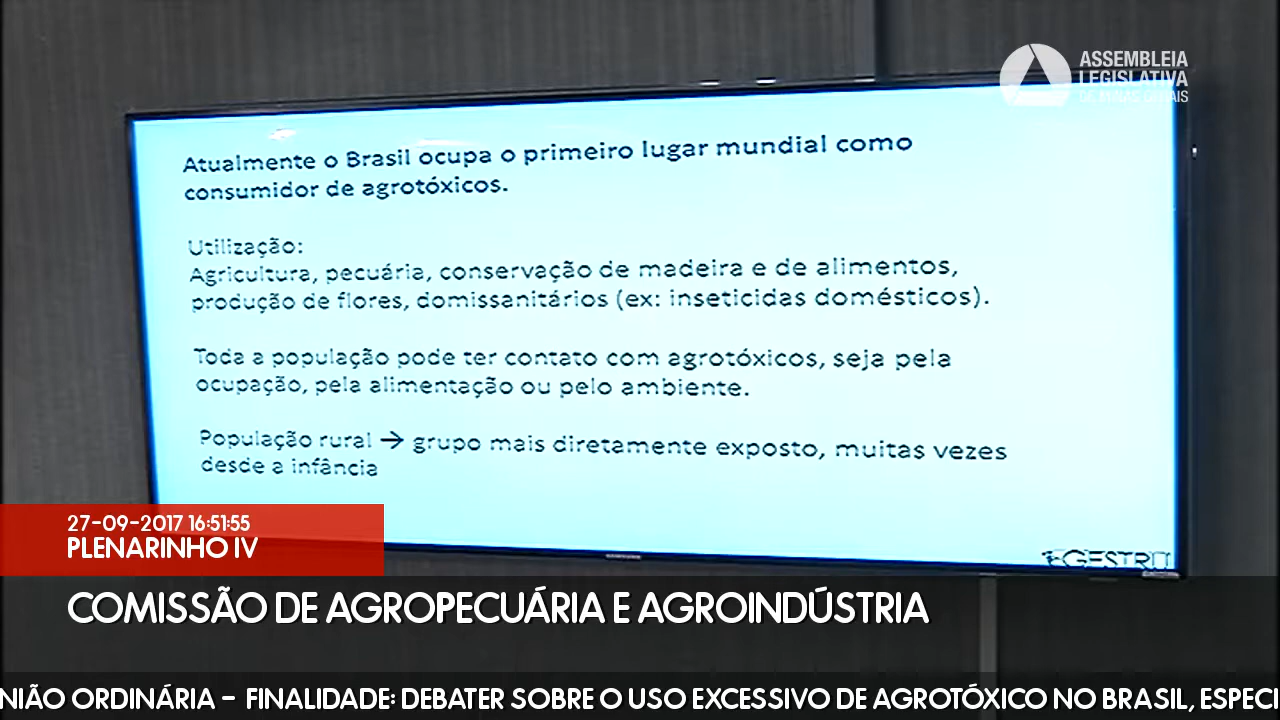 ASSEMBLEIA
LEGISLATIVA
DE MINAS GERAIS
Atualmente o Brasil ocupa o primeiro lugar mundial como
consumidor de agrotóxicos.
Utilização:
Agricultura, pecuária, conservação de madeira e de alimentos,
produção de flores, domissanitários (ex: inseticidas domésticos).
Toda a população pode ter contato com agrotóxicos, seja pela
ocupação, pela alimentação ou pelo ambiente.
População rural → grupo mais diretamente exposto, muitas vezes
desde a infância
27-09-2017 16:51:55
PLENARINHO IV
SAMSUNG
COMISSÃO DE AGROPECUÁRIA E AGROINDÚSTRIA
NIÃO ORDINÁRIA - FINALIDADE: DEBATER SOBRE O USO EXCESSIVO DE AGROTÓXICO NO BRASIL, ESPECI